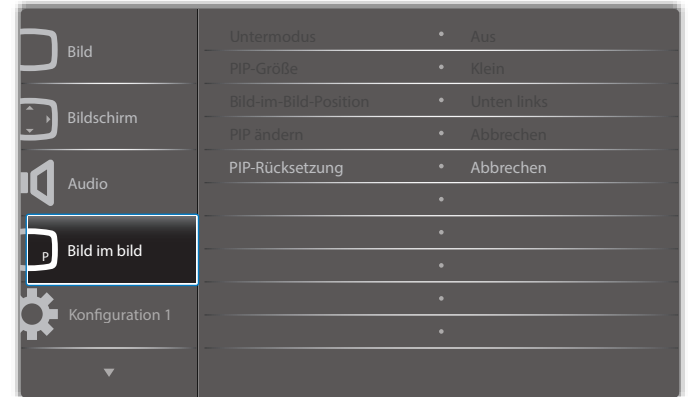 Bild
Bildschirm
Audio
P
Bild im bild
Konfiguration 1
Untermodus • Aus
PIP-Größe • Klein
Bild-im-Bild-Position • Unten links
PIP ändern • Abbrechen
PIP-Rücksetzung • Abbrechen
•
•
•
•
•